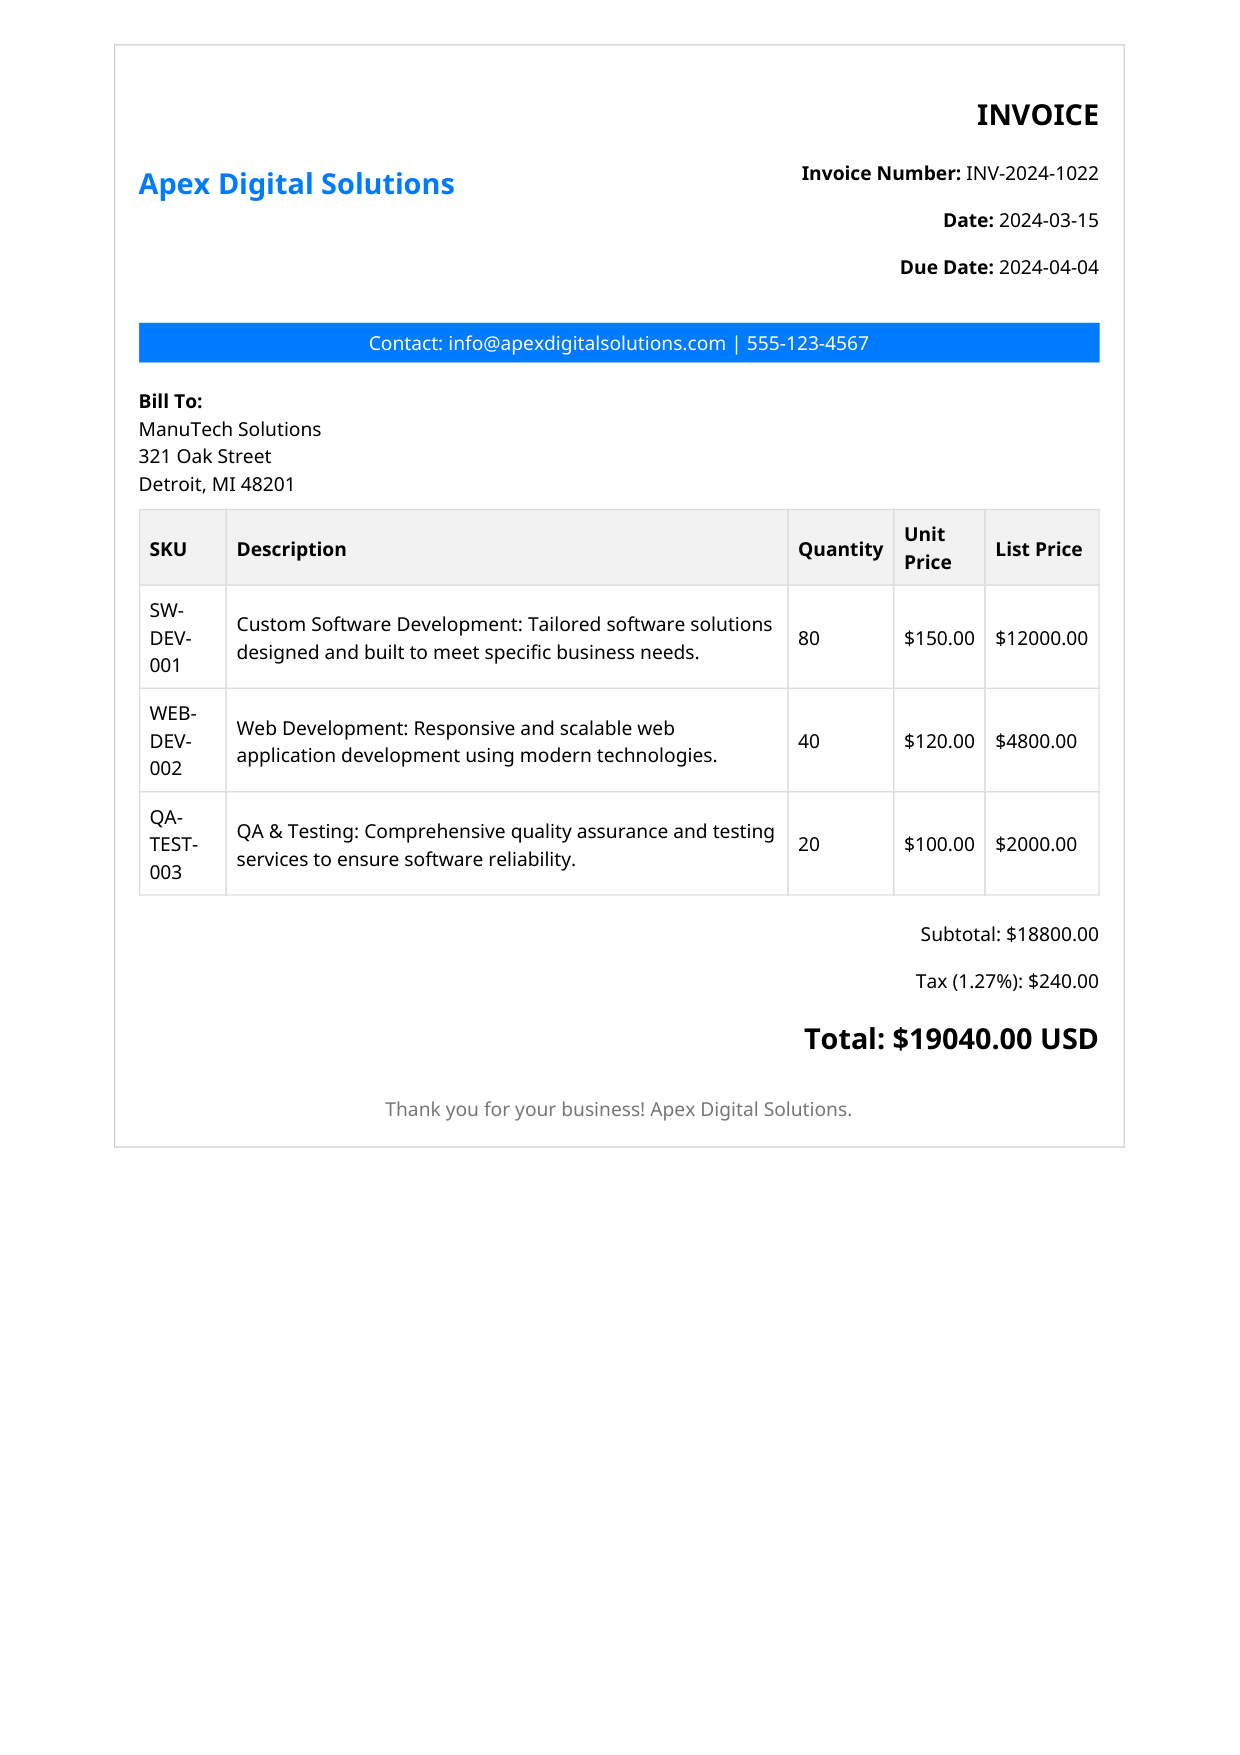 INVOICE
Apex Digital Solutions
Invoice Number: INV-2024-1022
Date: 2024-03-15
Due Date: 2024-04-04
Contact: info@apexdigitalsolutions.com | 555-123-4567
Bill To:
ManuTech Solutions
321 Oak Street
Detroit, MI 48201
SKU Description Quantity Unit
Price List Price
SW-
DEV-
001
Custom Software Development: Tailored software solutions
designed and built to meet specific business needs.
80 $150.00 $12000.00
WEB-
DEV-
002
Web Development: Responsive and scalable web
application development using modern technologies.
40 $120.00 $4800.00
QA-
TEST-
003
QA & Testing: Comprehensive quality assurance and testing
services to ensure software reliability.
20 $100.00 $2000.00
Subtotal: $18800.00
Tax (1.27%): $240.00
Total: $19040.00 USD
Thank you for your business! Apex Digital Solutions.